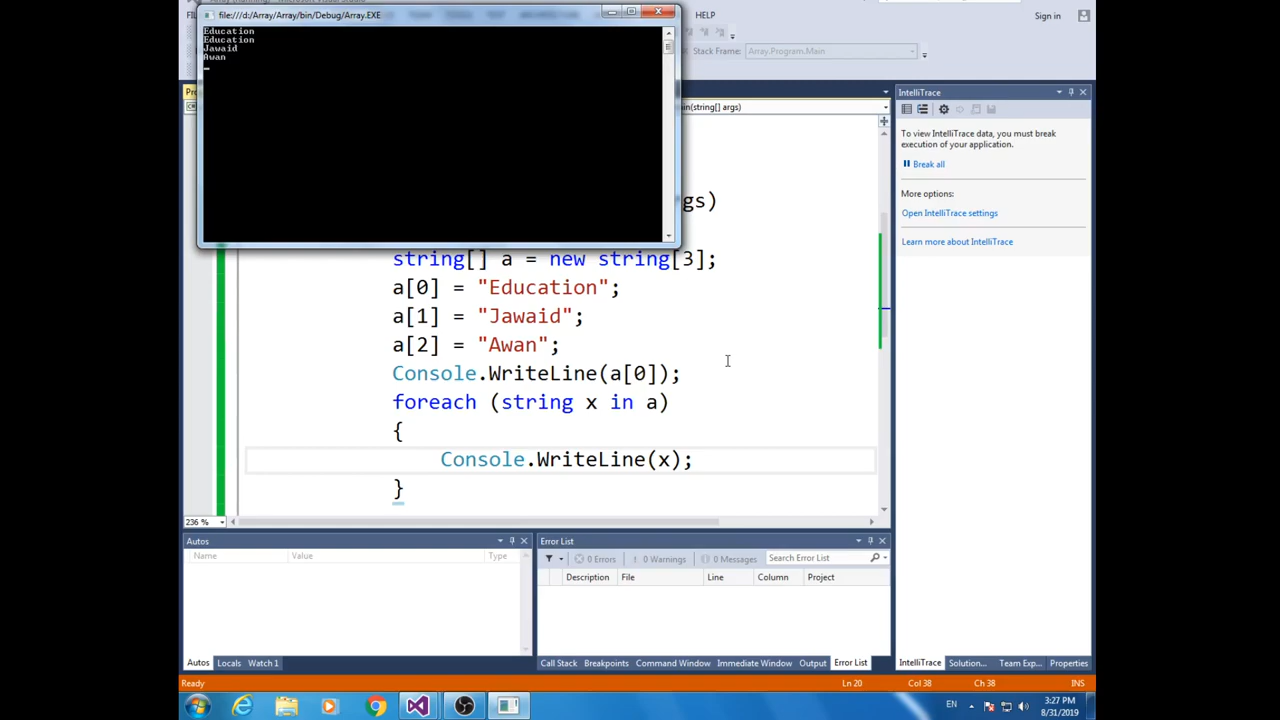 file:///d:/Array/Array/bin/Debug/Array.EXE
HELP
Sign in
Education
Education
Jawaid
Awan
Stack Frame: Array.Program.Main
in(string[] args)
gs)
string[] a = new string[3];
a[0] = "Education";
a[1] = "Jawaid";
a[2] = "Awan";
Console.WriteLine(a[0]);
foreach (string x in a)
{
Console.WriteLine(x);
}
236 %
IntelliTrace
To view IntelliTrace data, you must break
execution of your application.
Break all
More options:
Open IntelliTrace settings
Learn more about IntelliTrace
Autos
Name Value Type
Error List
0 Errors 0 Warnings 0 Messages Search Error List
Description File Line Column Project
Autos Locals Watch 1
Call Stack Breakpoints Command Window Immediate Window Output Error List
IntelliTrace Solution... Team Exp... Properties
Ready Ln 20 Col 38 Ch 38 INS
EN
3:27 PM
8/31/2019